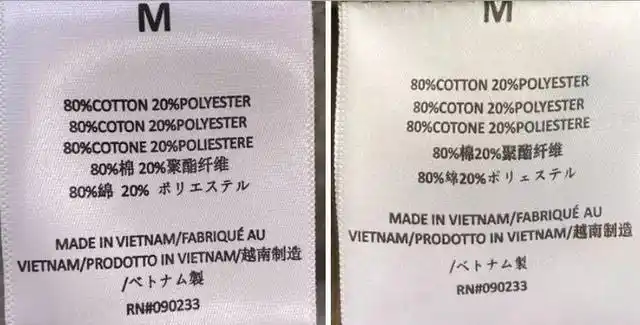 M
80%COTTON 20%POLYESTER
80%COTON 20%POLYESTER
80%COTONE 20%POLIESTERE
80%棉 20%聚酯纤维
80%綿 20% ポリエステル
MADE IN VIETNAM/FABRIQUÉ AU
VIETNAM/PRODOTTO IN VIETNAM/越南制造
/ベトナム製
RN#090233
M
80%COTTON 20%POLYESTER
80%COTON 20%POLYESTER
80%COTONE 20%POLIESTERE
80%棉20%聚酯纤维
80%綿20%ポリェステル
MADE IN VIETNAM/FABRIQUÉ AU
VIETNAM/PRODOTTO IN VIETNAM/越南制造
/ベトナム製
RN#090233